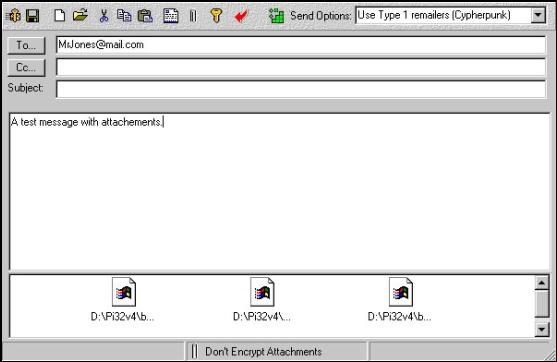 Send Options: Use Type 1 remailers (Cypherpunk)
To... MrJones@mail.com
Cc...
Subject:
A test message with attachements.
D:\Pi32v4\b... D:\Pi32v4\... D:\Pi32v4\b...
Don't Encrypt Attachments